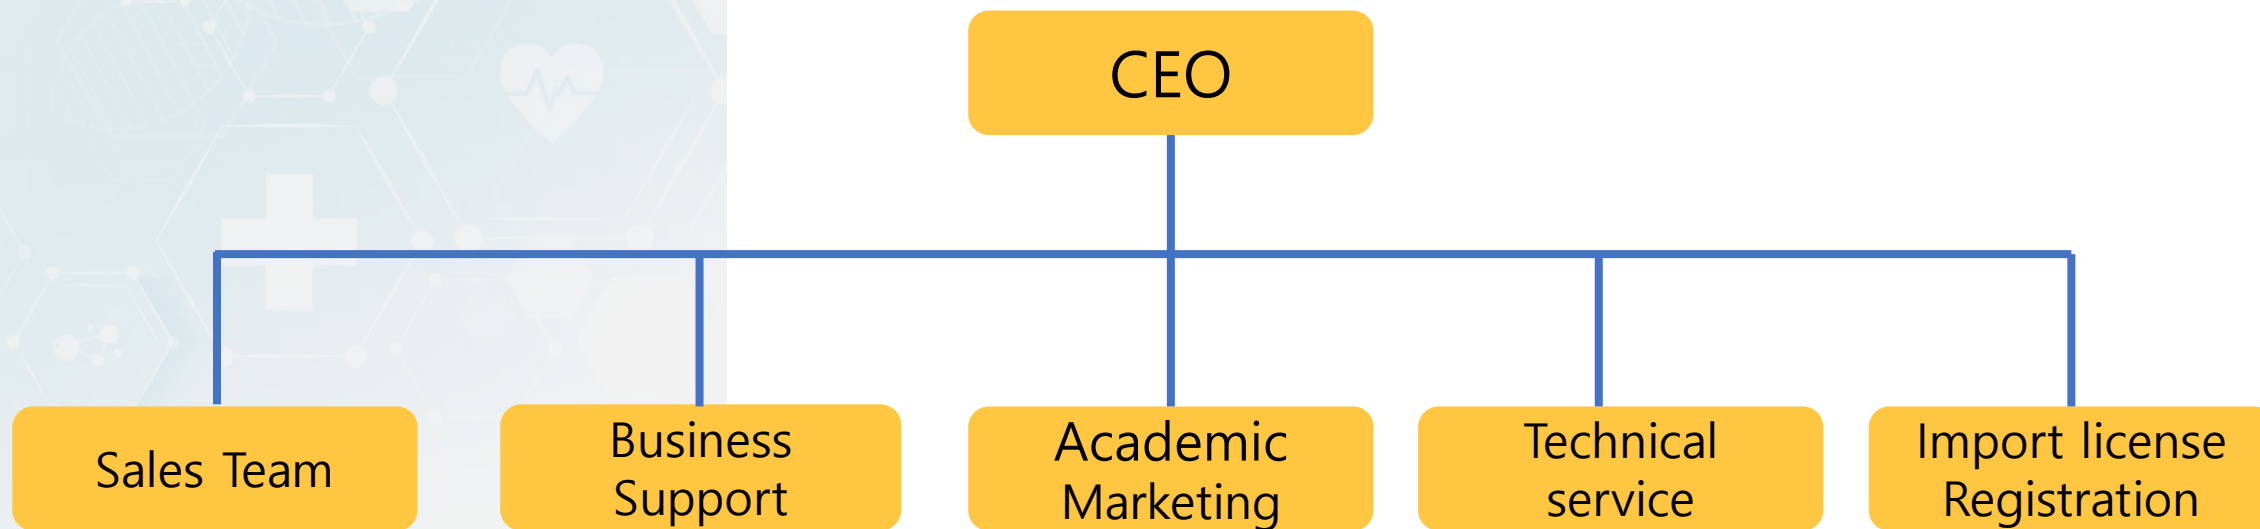 CEO
Sales Team
Business
Support
Academic
Marketing
Technical
service
Import license
Registration